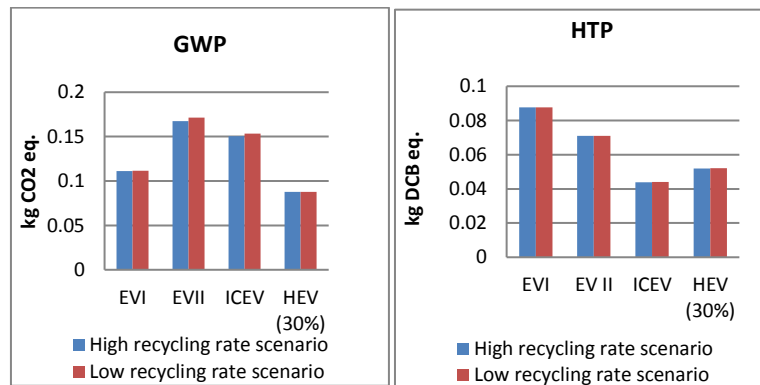 GWP
kg CO2 eq.
0.2
0.15
0.1
0.05
0
EVI EVII ICEV HEV
(30%)
High recycling rate scenario
Low recycling rate scenario
HTP
kg DCB eq.
0.1
0.08
0.06
0.04
0.02
0
EVI EV II ICEV HEV
(30%)
High recycling rate scenario
Low recycling rate scenario